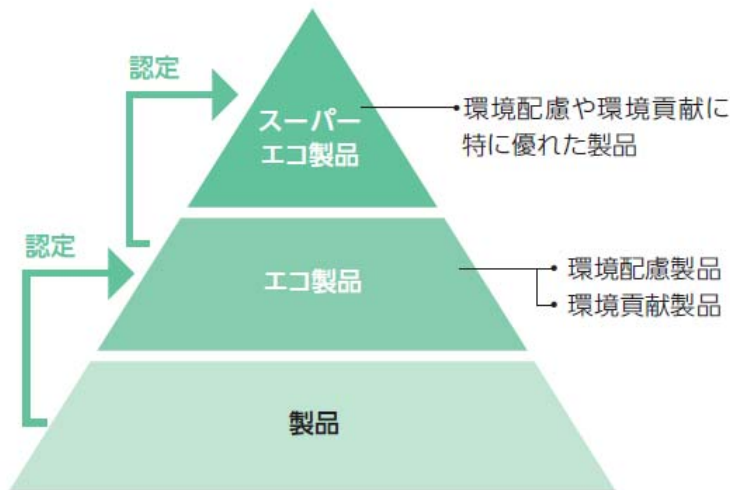 認定
スーパー
エコ製品
・環境配慮や環境貢献に
特に優れた製品
認定
エコ製品
・環境配慮製品
・環境貢献製品
製品